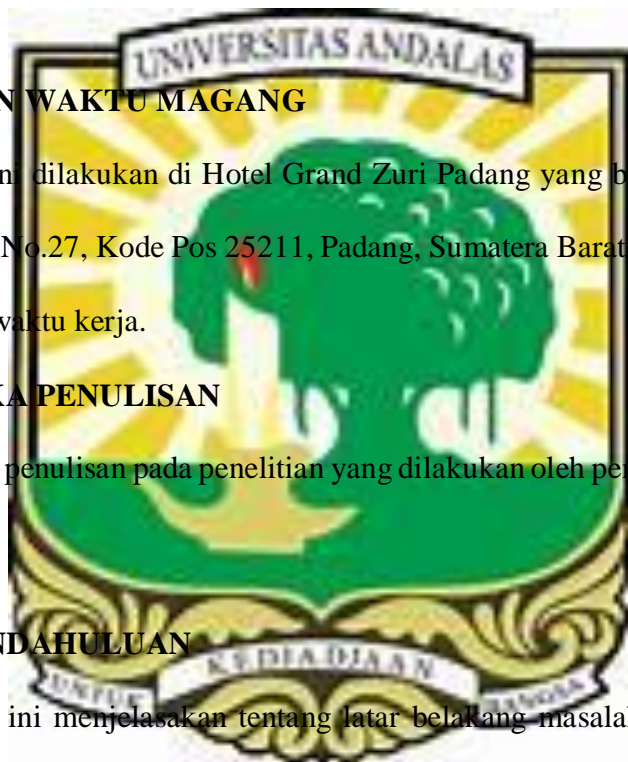 UNIVERSITAS ANDALAS
N WAKTU MAGANG
ni dilakukan di Hotel Grand Zuri Padang yang b
No.27, Kode Pos 25211, Padang, Sumatera Barat
waktu kerja.
KA PENULISAN
penulisan pada penelitian yang dilakukan oleh pe
NDAHULUAN
KEDJADJAAN
UNTUK BANGSA
ini menjelasakan tentang latar belakang masala